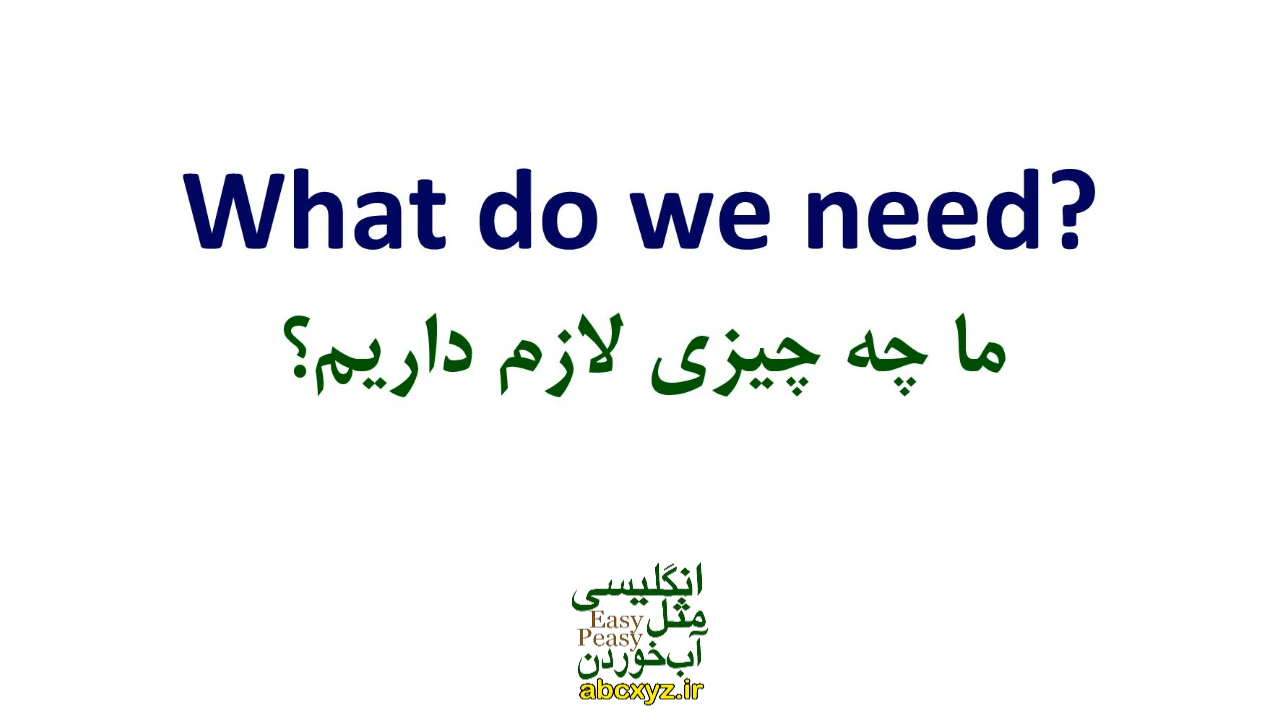 What do we need?
ما چه چیزی لازم داریم؟
انگلیسی
مثل
Easy
Peasy
آب‌خوردن
abcxyz.ir